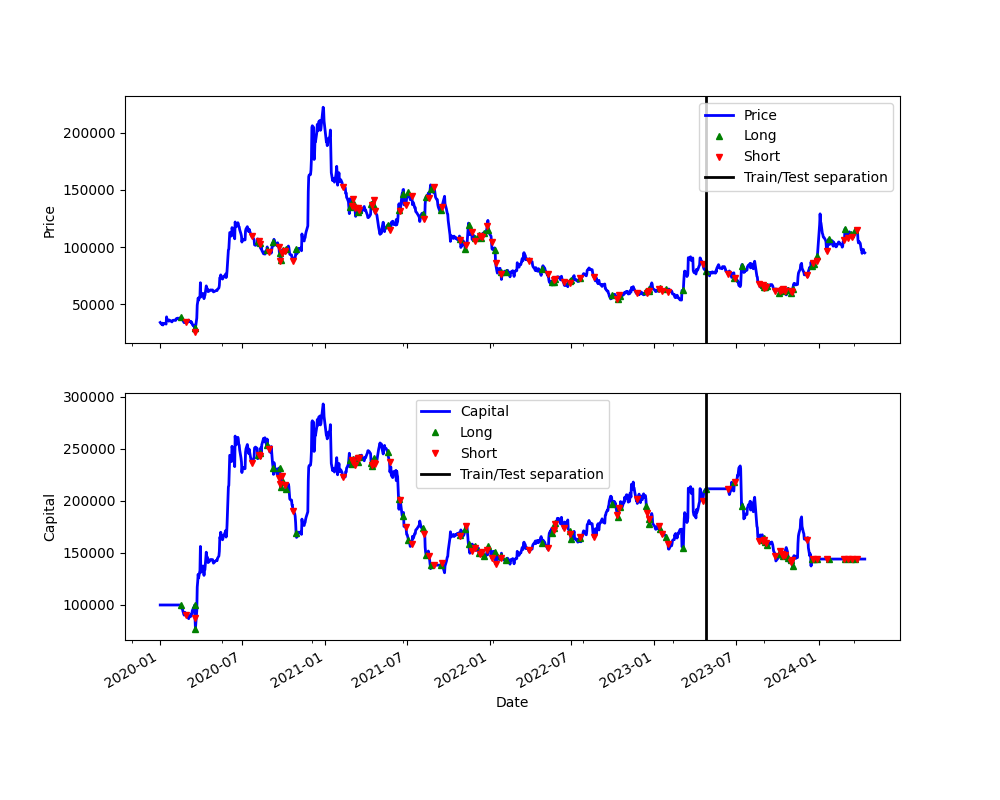 200000
150000
100000
50000
Price
Price
Long
Short
Train/Test separation
300000
250000
200000
150000
100000
Capital
Capital
Long
Short
Train/Test separation
2020-01
2020-07
2021-01
2021-07
2022-01
2022-07
2023-01
2023-07
2024-01
Date